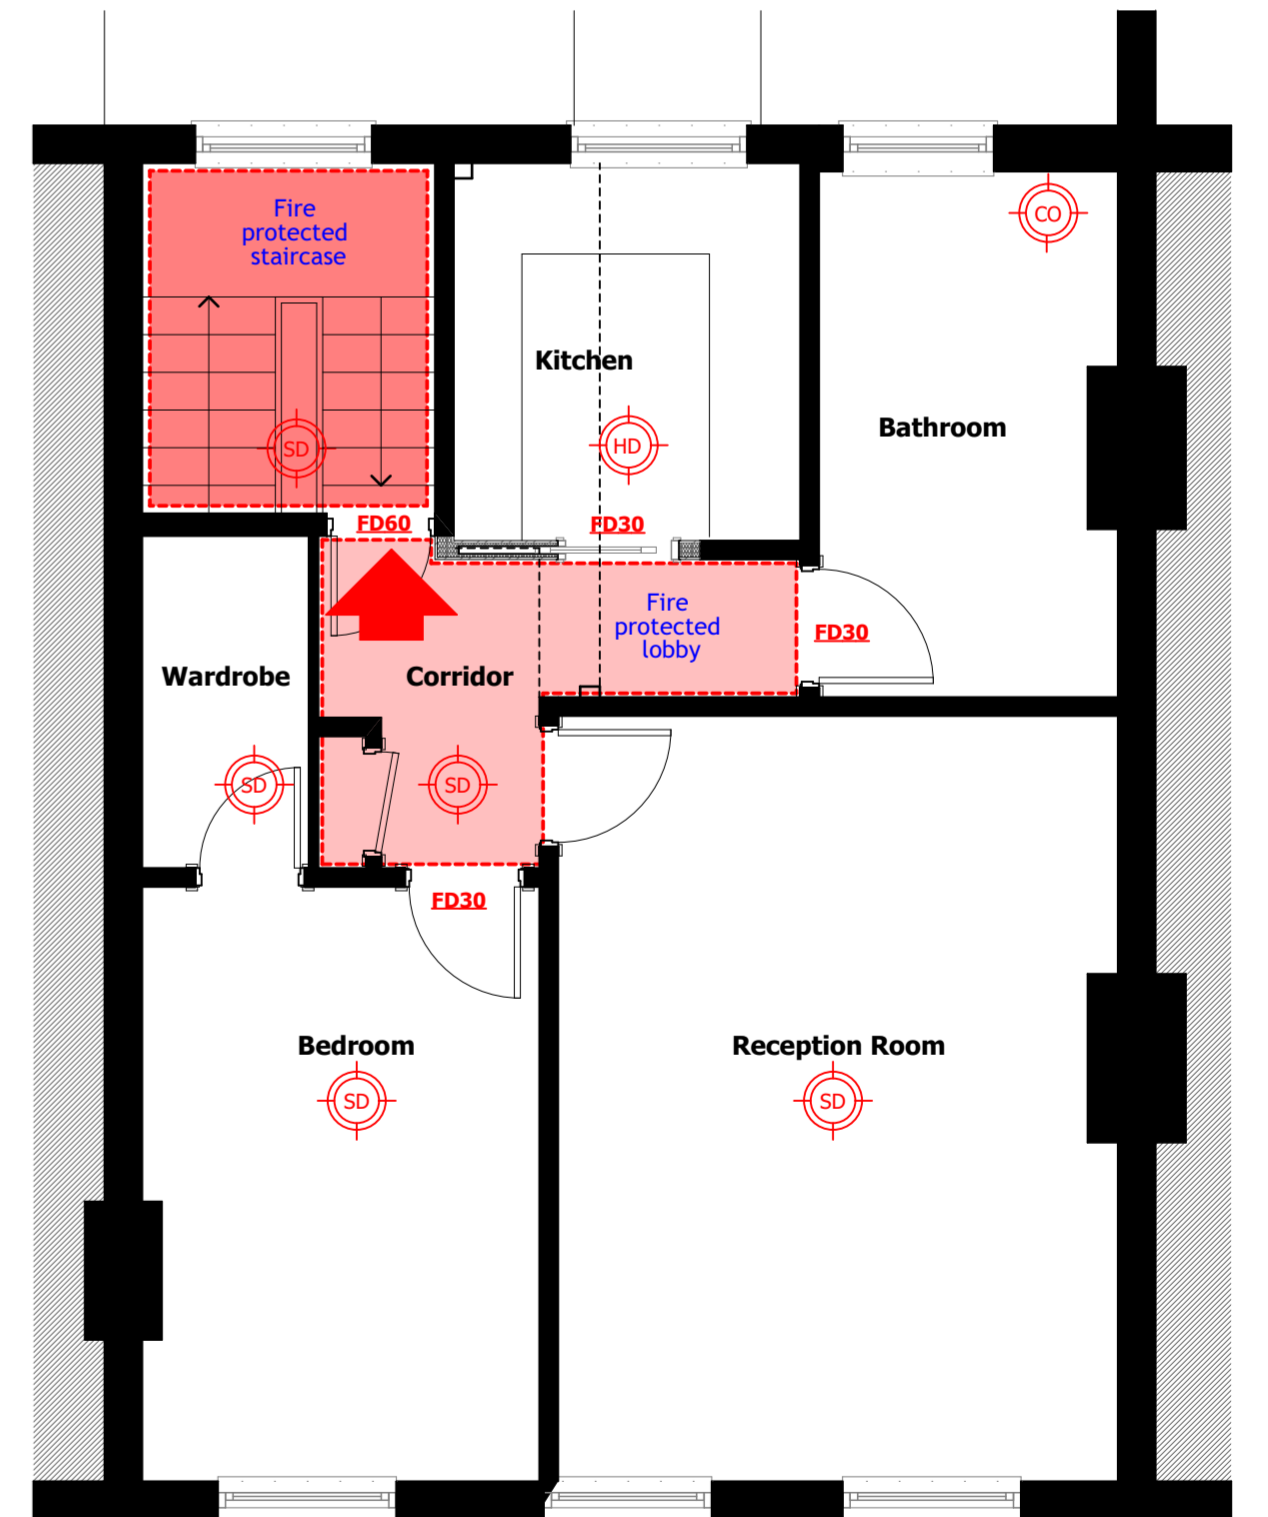 Fire
protected
staircase
CO
Kitchen
Bathroom
SD
HD
FD60
FD30
Fire
protected
lobby
FD30
Wardrobe
Corridor
SD
SD
FD30
Bedroom
Reception Room
SD
SD